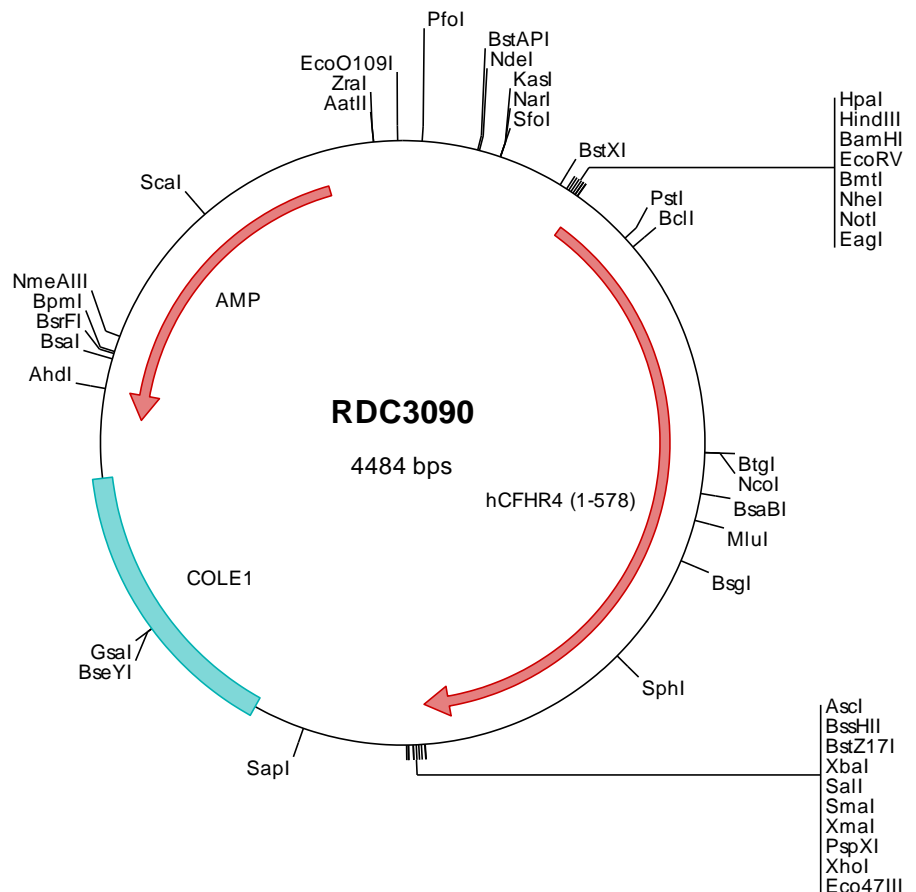 PfoI
EcoO109I
ZraI
AatII
BstAPI
NdeI
KasI
NarI
SfoI
BstXI
HpaI
HindIII
BamHI
EcoRV
BmtI
NheI
NotI
EagI
ScaI
PstI
BclI
NmeAIII
BpmI
BsrFI
BsaI
AhdI
AMP
RDC3090
4484 bps
hCFHR4 (1-578)
BtgI
NcoI
BsaBI
MluI
BsgI
COLE1
GsaI
BseYI
SphI
SapI
AscI
BssHII
BstZ17I
XbaI
SalI
SmaI
XmaI
PspXI
XhoI
Eco47III